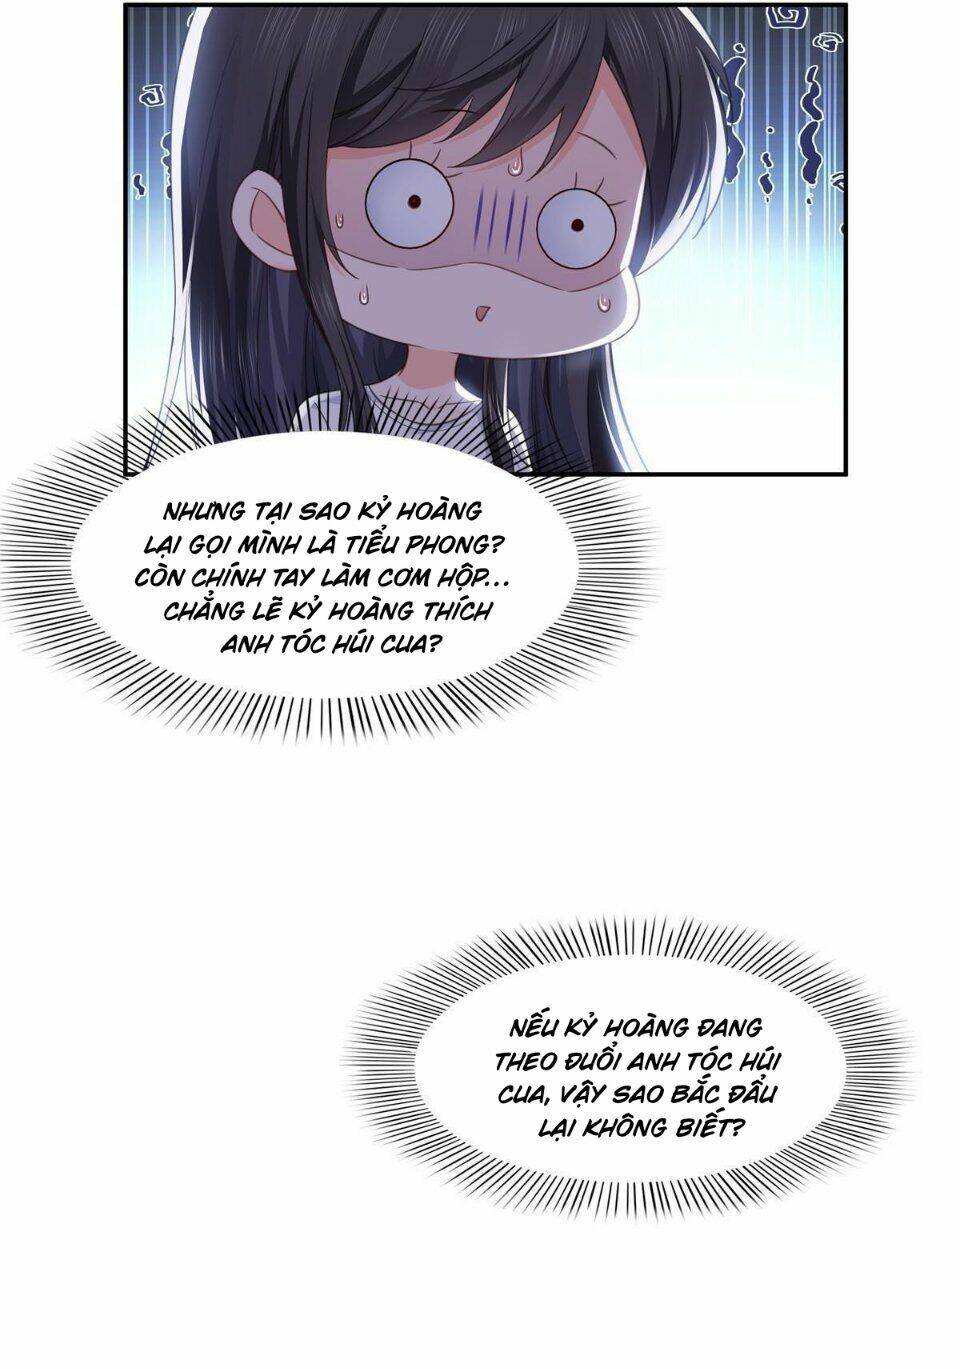 NHƯNG TẠI SAO KỶ HOÀNG
LẠI GỌI MÌNH LÀ TIỂU PHONG?
CÒN CHÍNH TAY LÀM CƠM HỘP...
CHẲNG LẼ KỶ HOÀNG THÍCH
ANH TÓC HÚI CUA?
NẾU KỶ HOÀNG ĐANG
THEO ĐUỔI ANH TÓC HÚI
CUA, VẬY SAO BẮC ĐẨU
LẠI KHÔNG BIẾT?